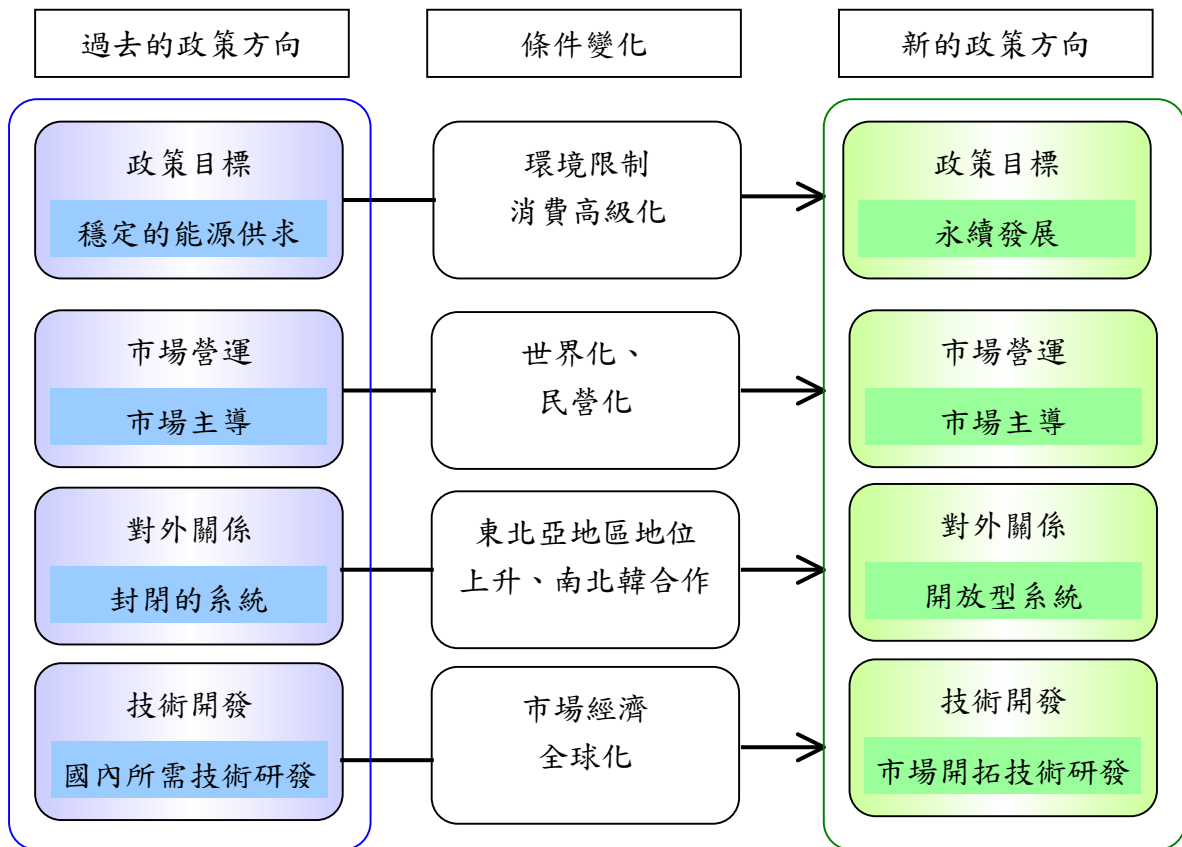 過去的政策方向
條件變化
新的政策方向
政策目標
穩定的能源供求
環境限制
消費高級化
政策目標
永續發展
市場營運
市場主導
世界化、
民營化
市場營運
市場主導
對外關係
封閉的系統
東北亞地區地位
上升、南北韓合作
對外關係
開放型系統
技術開發
國內所需技術研發
市場經濟
全球化
技術開發
市場開拓技術研發